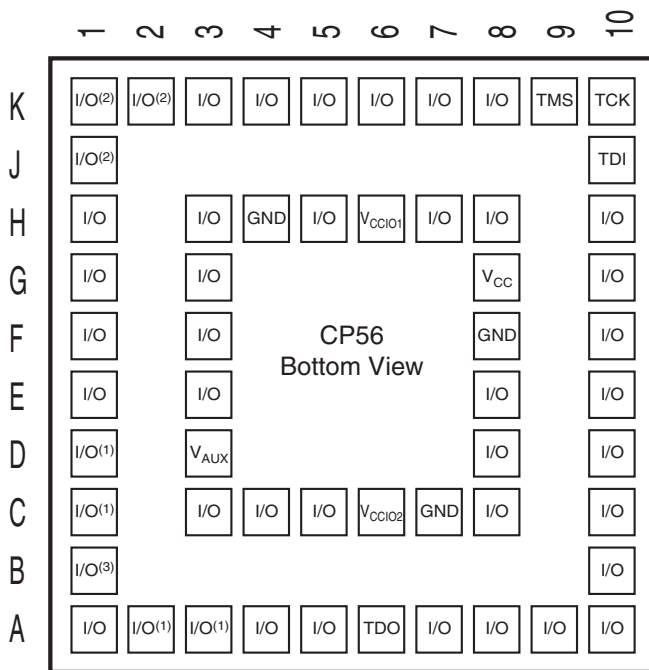 1 2 3 4 5 6 7 8 9 10
K I/O(2) I/O(2) I/O I/O I/O I/O I/O I/O TMS TCK
J I/O(2) TDI
H I/O I/O GND I/O VCCIO1 I/O I/O I/O
G I/O I/O VCC I/O
F I/O I/O CP56 GND I/O
Bottom View
E I/O I/O I/O I/O
D I/O(1) VAUX I/O I/O
C I/O(1) I/O I/O I/O VCCIO2 GND I/O I/O
B I/O(3) I/O
A I/O I/O(1) I/O(1) I/O I/O TDO I/O I/O I/O I/O